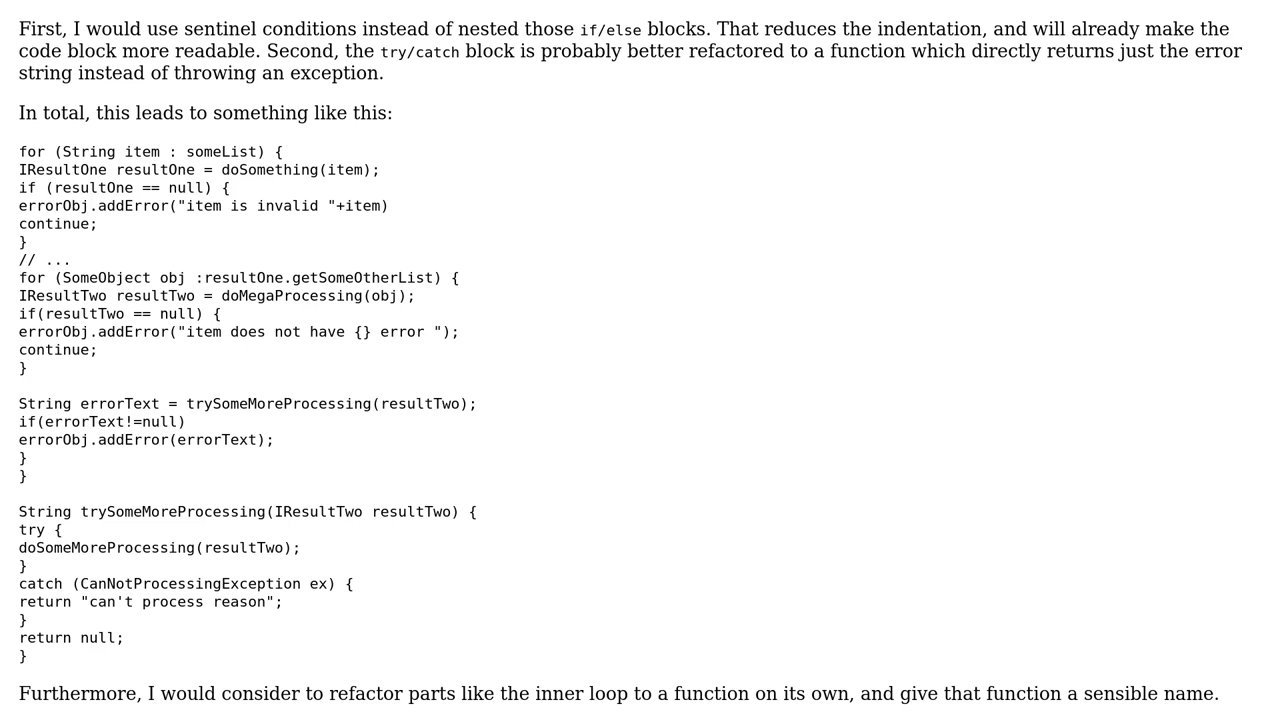 First, I would use sentinel conditions instead of nested those if/else blocks. That reduces the indentation, and will already make the
code block more readable. Second, the try/catch block is probably better refactored to a function which directly returns just the error
string instead of throwing an exception.
In total, this leads to something like this:
for (String item : someList) {
IResultOne resultOne = doSomething(item);
if (resultOne == null) {
errorObj.addError("item is invalid "+item)
continue;
}
// ...
for (SomeObject obj :resultOne.getSomeOtherList) {
IResultTwo resultTwo = doMegaProcessing(obj);
if(resultTwo == null) {
errorObj.addError("item does not have {} error ");
continue;
}
String errorText = trySomeMoreProcessing(resultTwo);
if(errorText!=null)
errorObj.addError(errorText);
}
}
String trySomeMoreProcessing(IResultTwo resultTwo) {
try {
doSomeMoreProcessing(resultTwo);
}
catch (CanNotProcessingException ex) {
return "can't process reason";
}
return null;
}
Furthermore, I would consider to refactor parts like the inner loop to a function on its own, and give that function a sensible name.